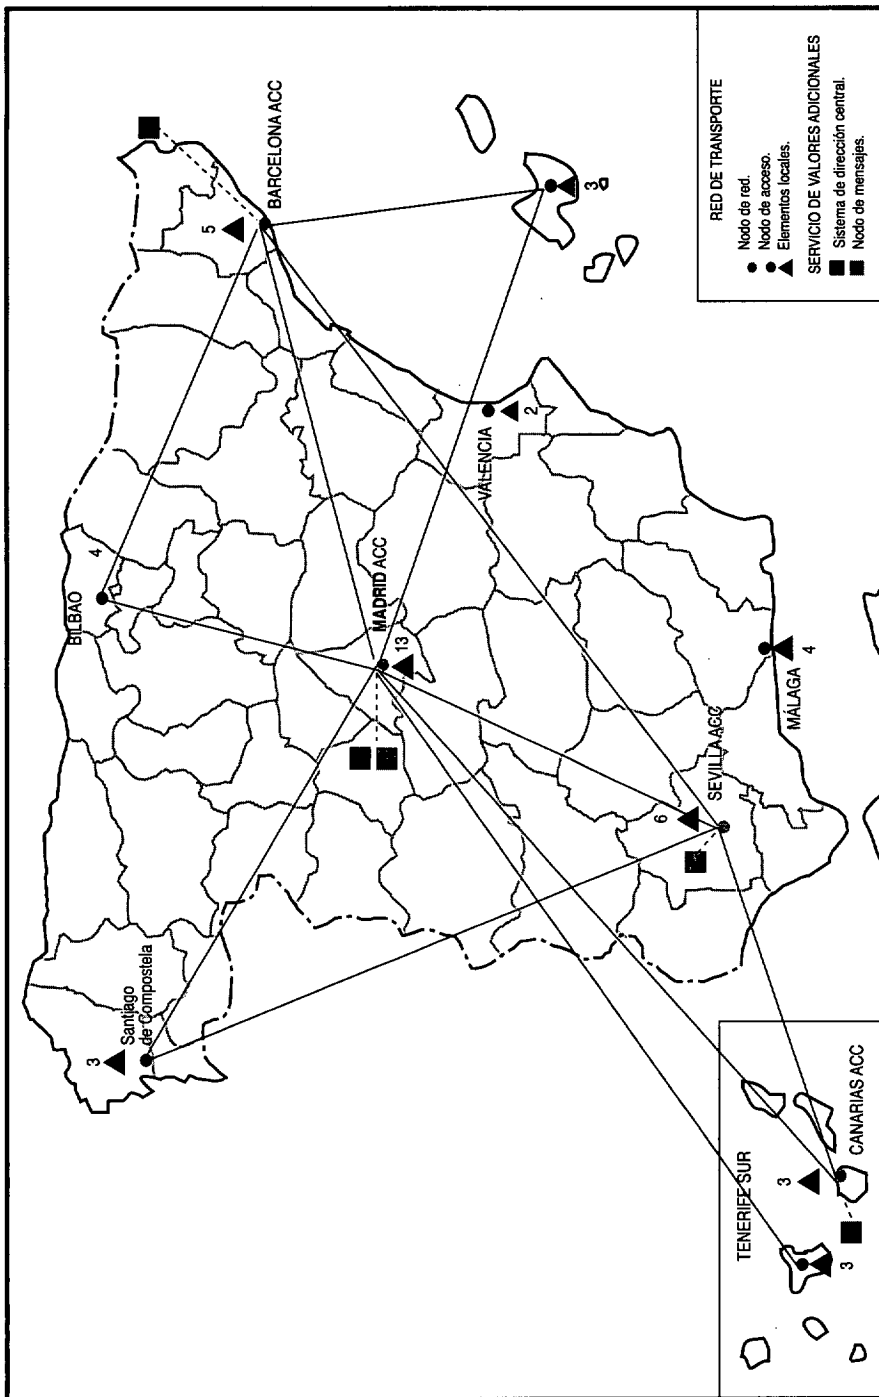 3
Santiago
de Compostela
BILBAO
4
5
BARCELONA ACC
MADRID ACC
13
VALENCIA
2
3
6
SEVILLA ACC
MÁLAGA
4
TENERIFE SUR
3
3
CANARIAS ACC
RED DE TRANSPORTE
Nodo de red.
Nodo de acceso.
Elementos locales.
SERVICIO DE VALORES ADICIONALES
Sistema de dirección central.
Nodo de mensajes.